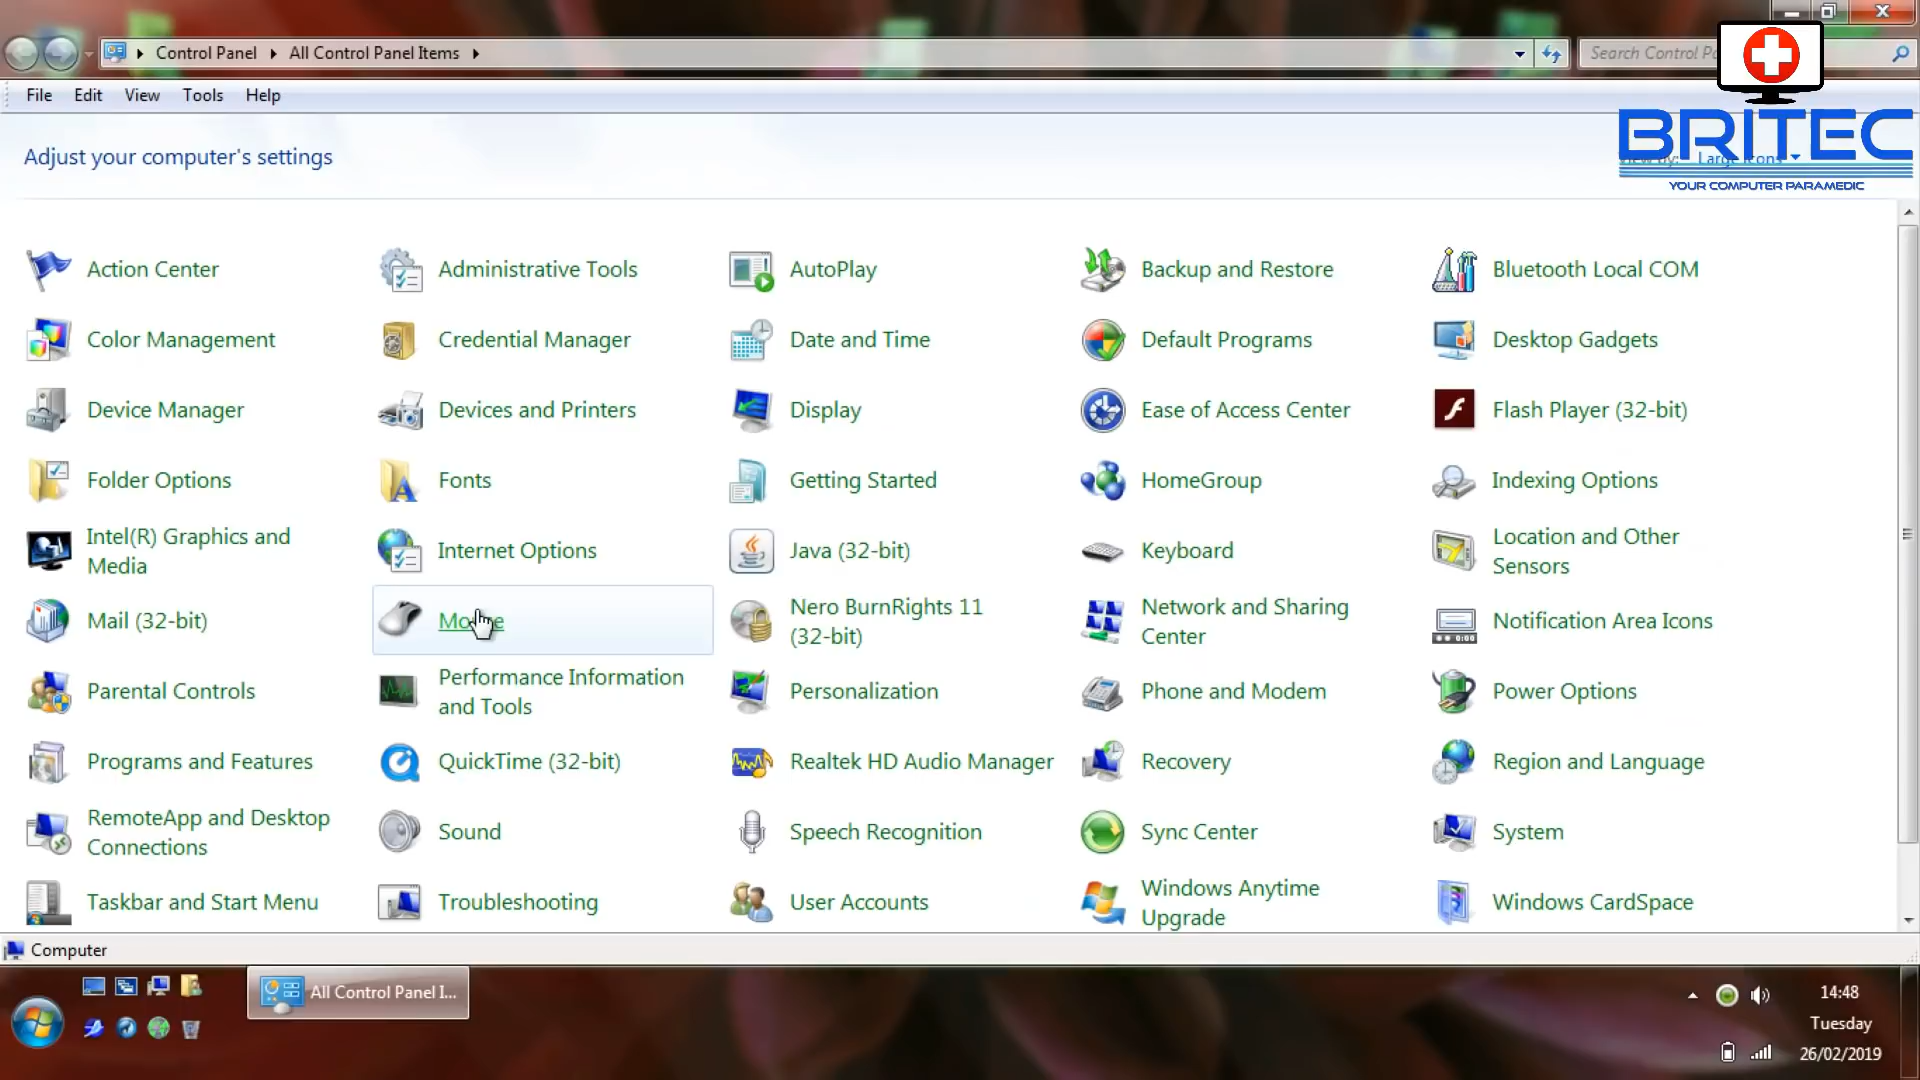 Control Panel
All Control Panel Items
Search Control Pa
File Edit View Tools Help
BRITEC
YOUR COMPUTER PARAMEDIC
Adjust your computer's settings
Large icons
Action Center
Administrative Tools
AutoPlay
Backup and Restore
Bluetooth Local COM
Color Management
Credential Manager
Date and Time
Default Programs
Desktop Gadgets
Device Manager
Devices and Printers
Display
Ease of Access Center
Flash Player (32-bit)
Folder Options
Fonts
Getting Started
HomeGroup
Indexing Options
Intel(R) Graphics and
Media
Internet Options
Java (32-bit)
Keyboard
Location and Other
Sensors
Mail (32-bit)
Mouse
Nero BurnRights 11
(32-bit)
Network and Sharing
Center
Notification Area Icons
Parental Controls
Performance Information
and Tools
Personalization
Phone and Modem
Power Options
Programs and Features
QuickTime (32-bit)
Realtek HD Audio Manager
Recovery
Region and Language
RemoteApp and Desktop
Connections
Sound
Speech Recognition
Sync Center
System
Taskbar and Start Menu
Troubleshooting
User Accounts
Windows Anytime
Upgrade
Windows CardSpace
Computer
All Control Panel I...
14:48
Tuesday
26/02/2019